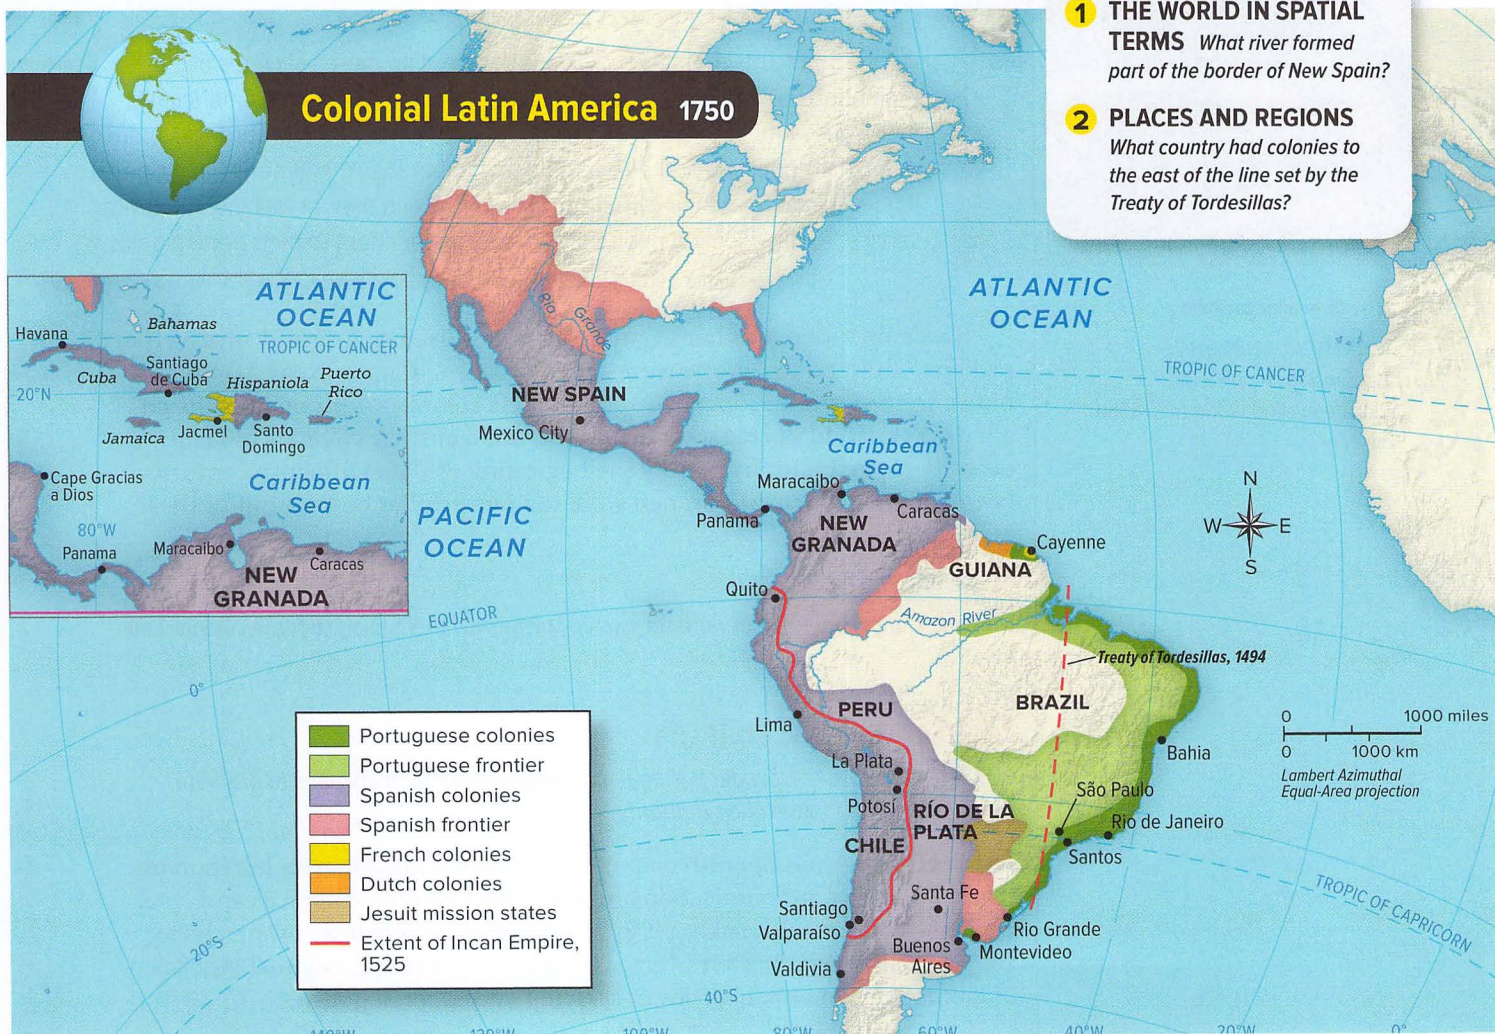 Colonial Latin America 1750
1 THE WORLD IN SPATIAL
TERMS What river formed
part of the border of New Spain?
2 PLACES AND REGIONS
What country had colonies to
the east of the line set by the
Treaty of Tordesillas?
ATLANTIC
OCEAN
Bahamas
Havana
TROPIC OF CANCER
Santiago
de Cuba
Cuba
Hispaniola
Puerto
Rico
20°N
Jamaica
Jacmel
Santo
Domingo
Cape Gracias
a Dios
Caribbean
Sea
80°W
Panama
Maracaibo
Caracas
NEW
GRANADA
Rio Grande
ATLANTIC
OCEAN
TROPIC OF CANCER
NEW SPAIN
Mexico City
Caribbean
Sea
Maracaibo
Caracas
Panama
PACIFIC
OCEAN
NEW
GRANADA
GUIANA
Cayenne
N
W E
S
Quito
EQUATOR
Amazon River
0°
Treaty of Tordesillas, 1494
BRAZIL
PERU
Lima
Bahia
La Plata
Potosí
São Paulo
RÍO DE LA
PLATA
Rio de Janeiro
CHILE
Santos
TROPIC OF CAPRICORN
Santa Fe
Santiago
Valparaíso
Rio Grande
Buenos
Aires
Montevideo
Valdivia
20°S
40°S
0 1000 miles
0 1000 km
Lambert Azimuthal
Equal-Area projection
Portuguese colonies
Portuguese frontier
Spanish colonies
Spanish frontier
French colonies
Dutch colonies
Jesuit mission states
Extent of Incan Empire,
1525
140°W 120°W 100°W 80°W 60°W 40°W 20°W 0°